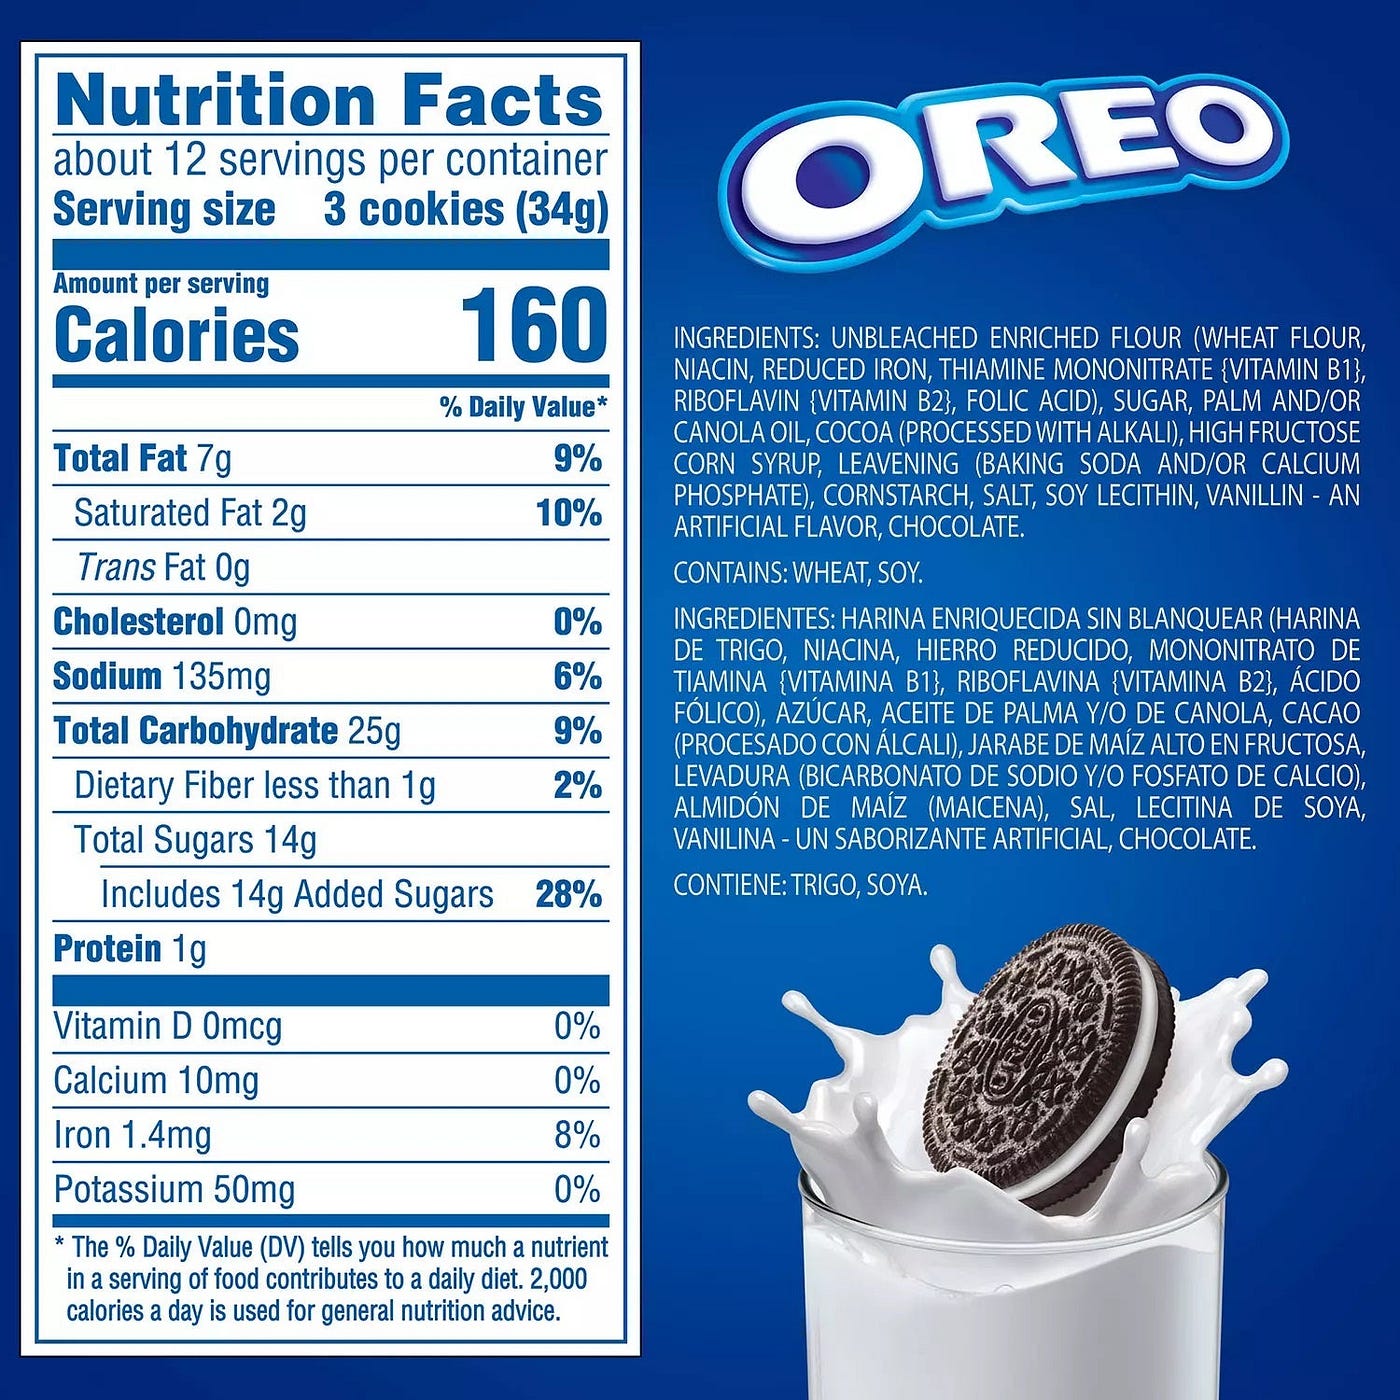 Nutrition Facts
about 12 servings per container
Serving size 3 cookies (34g)
Amount per serving
Calories 160
% Daily Value*
Total Fat 7g 9%
Saturated Fat 2g 10%
Trans Fat 0g
Cholesterol 0mg 0%
Sodium 135mg 6%
Total Carbohydrate 25g 9%
Dietary Fiber less than 1g 2%
Total Sugars 14g
Includes 14g Added Sugars 28%
Protein 1g
Vitamin D 0mcg 0%
Calcium 10mg 0%
Iron 1.4mg 8%
Potassium 50mg 0%
* The % Daily Value (DV) tells you how much a nutrient
in a serving of food contributes to a daily diet. 2,000
calories a day is used for general nutrition advice.
OREO
INGREDIENTS: UNBLEACHED ENRICHED FLOUR (WHEAT FLOUR,
NIACIN, REDUCED IRON, THIAMINE MONONITRATE {VITAMIN B1},
RIBOFLAVIN {VITAMIN B2}, FOLIC ACID), SUGAR, PALM AND/OR
CANOLA OIL, COCOA (PROCESSED WITH ALKALI), HIGH FRUCTOSE
CORN SYRUP, LEAVENING (BAKING SODA AND/OR CALCIUM
PHOSPHATE), CORNSTARCH, SALT, SOY LECITHIN, VANILLIN - AN
ARTIFICIAL FLAVOR, CHOCOLATE.
CONTAINS: WHEAT, SOY.
INGREDIENTES: HARINA ENRIQUECIDA SIN BLANQUEAR (HARINA
DE TRIGO, NIACINA, HIERRO REDUCIDO, MONONITRATO DE
TIAMINA {VITAMINA B1}, RIBOFLAVINA {VITAMINA B2}, ÁCIDO
FÓLICO), AZÚCAR, ACEITE DE PALMA Y/O DE CANOLA, CACAO
(PROCESADO CON ÁLCALI), JARABE DE MAÍZ ALTO EN FRUCTOSA,
LEVADURA (BICARBONATO DE SODIO Y/O FOSFATO DE CALCIO),
ALMIDÓN DE MAÍZ (MAICENA), SAL, LECITINA DE SOYA,
VANILINA - UN SABORIZANTE ARTIFICIAL, CHOCOLATE.
CONTIENE: TRIGO, SOYA.
OREO